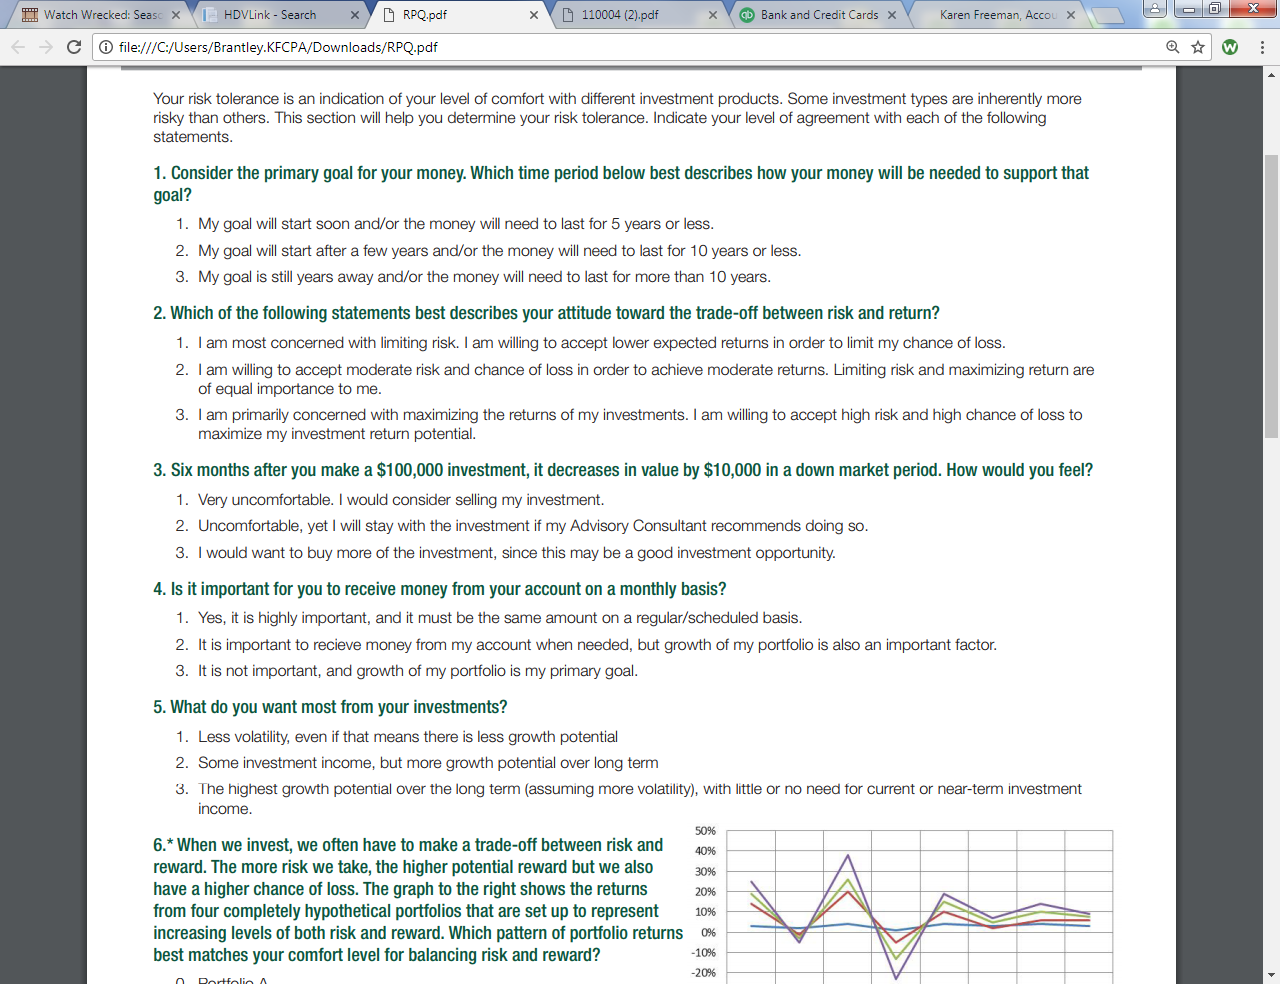 Watch Wrecked: Seaso
HDVLink - Search
RPQ.pdf
110004 (2).pdf
Bank and Credit Cards
Karen Freeman, Accou
file:///C:/Users/Brantley.KFCPA/Downloads/RPQ.pdf
Your risk tolerance is an indication of your level of comfort with different investment products. Some investment types are inherently more
risky than others. This section will help you determine your risk tolerance. Indicate your level of agreement with each of the following
statements.
1. Consider the primary goal for your money. Which time period below best describes how your money will be needed to support that
goal?
1. My goal will start soon and/or the money will need to last for 5 years or less.
2. My goal will start after a few years and/or the money will need to last for 10 years or less.
3. My goal is still years away and/or the money will need to last for more than 10 years.
2. Which of the following statements best describes your attitude toward the trade-off between risk and return?
1. I am most concerned with limiting risk. I am willing to accept lower expected returns in order to limit my chance of loss.
2. I am willing to accept moderate risk and chance of loss in order to achieve moderate returns. Limiting risk and maximizing return are
of equal importance to me.
3. I am primarily concerned with maximizing the returns of my investments. I am willing to accept high risk and high chance of loss to
maximize my investment return potential.
3. Six months after you make a $100,000 investment, it decreases in value by $10,000 in a down market period. How would you feel?
1. Very uncomfortable. I would consider selling my investment.
2. Uncomfortable, yet I will stay with the investment if my Advisory Consultant recommends doing so.
3. I would want to buy more of the investment, since this may be a good investment opportunity.
4. Is it important for you to receive money from your account on a monthly basis?
1. Yes, it is highly important, and it must be the same amount on a regular/scheduled basis.
2. It is important to recieve money from my account when needed, but growth of my portfolio is also an important factor.
3. It is not important, and growth of my portfolio is my primary goal.
5. What do you want most from your investments?
1. Less volatility, even if that means there is less growth potential
2. Some investment income, but more growth potential over long term
3. The highest growth potential over the long term (assuming more volatility), with little or no need for current or near-term investment
income.
6.* When we invest, we often have to make a trade-off between risk and
reward. The more risk we take, the higher potential reward but we also
have a higher chance of loss. The graph to the right shows the returns
from four completely hypothetical portfolios that are set up to represent
increasing levels of both risk and reward. Which pattern of portfolio returns
best matches your comfort level for balancing risk and reward?
0. Portfolio A
50%
40%
30%
20%
10%
0%
-10%
-20%